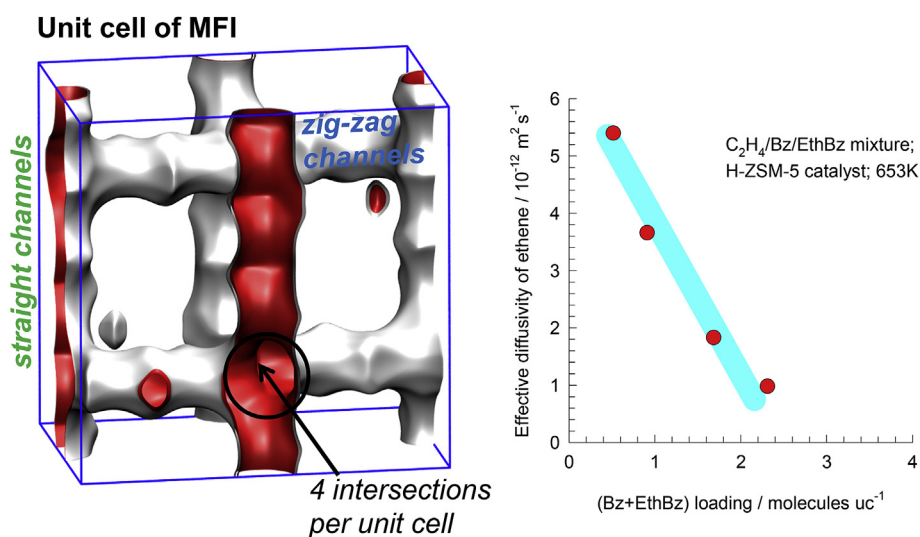 Unit cell of MFI
straight channels
zig-zag
channels
4 intersections
per unit cell
Effective diffusivity of ethene / 10⁻¹² m² s⁻¹
6
5
4
3
2
1
0
C₂H₄/Bz/EthBz mixture;
H-ZSM-5 catalyst; 653K
0 1 2 3 4
(Bz+EthBz) loading / molecules uc⁻¹